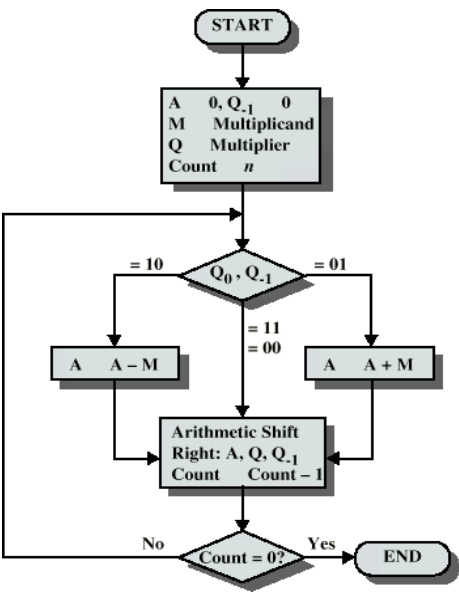 START
A 0, Q-1 0
M Multiplicand
Q Multiplier
Count n
= 10
Q0, Q-1
= 01
= 11
= 00
A A – M
A A + M
Arithmetic Shift
Right: A, Q, Q-1
Count Count – 1
No
Count = 0?
Yes
END